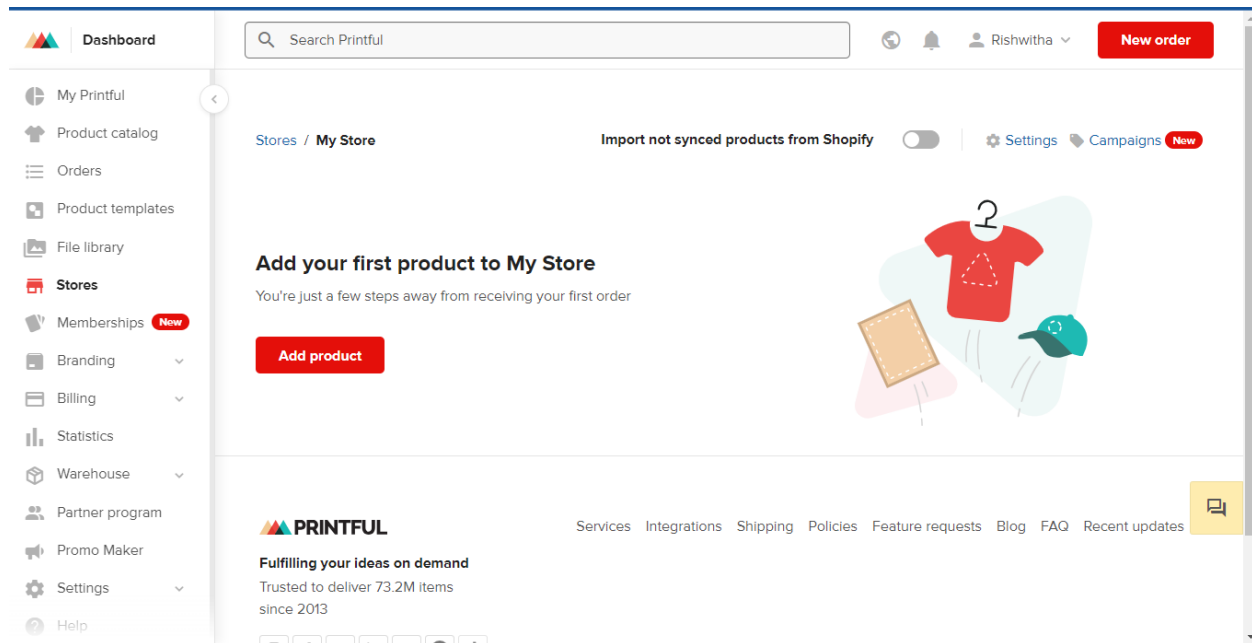 Dashboard
Search Printful
Rishwitha
New order
My Printful
Product catalog
Orders
Product templates
File library
Stores
Memberships New
Branding
Billing
Statistics
Warehouse
Partner program
Promo Maker
Settings
Help
Stores / My Store
Import not synced products from Shopify
Settings
Campaigns New
Add your first product to My Store
You're just a few steps away from receiving your first order
Add product
PRINTFUL
Services Integrations Shipping Policies Feature requests Blog FAQ Recent updates
Fulfilling your ideas on demand
Trusted to deliver 73.2M items
since 2013